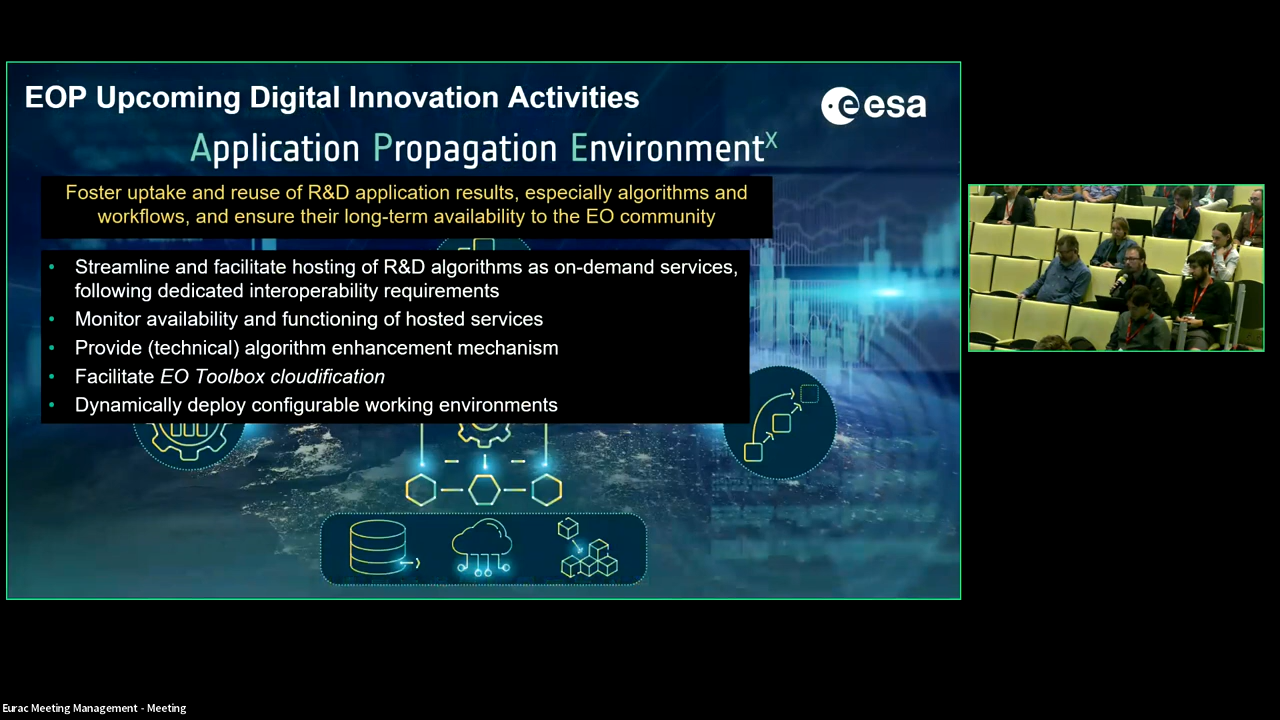 EOP Upcoming Digital Innovation Activities
esa
Application Propagation Environmentˣ
Foster uptake and reuse of R&D application results, especially algorithms and
workflows, and ensure their long-term availability to the EO community
• Streamline and facilitate hosting of R&D algorithms as on-demand services,
following dedicated interoperability requirements
• Monitor availability and functioning of hosted services
• Provide (technical) algorithm enhancement mechanism
• Facilitate EO Toolbox cloudification
• Dynamically deploy configurable working environments
Eurac Meeting Management - Meeting